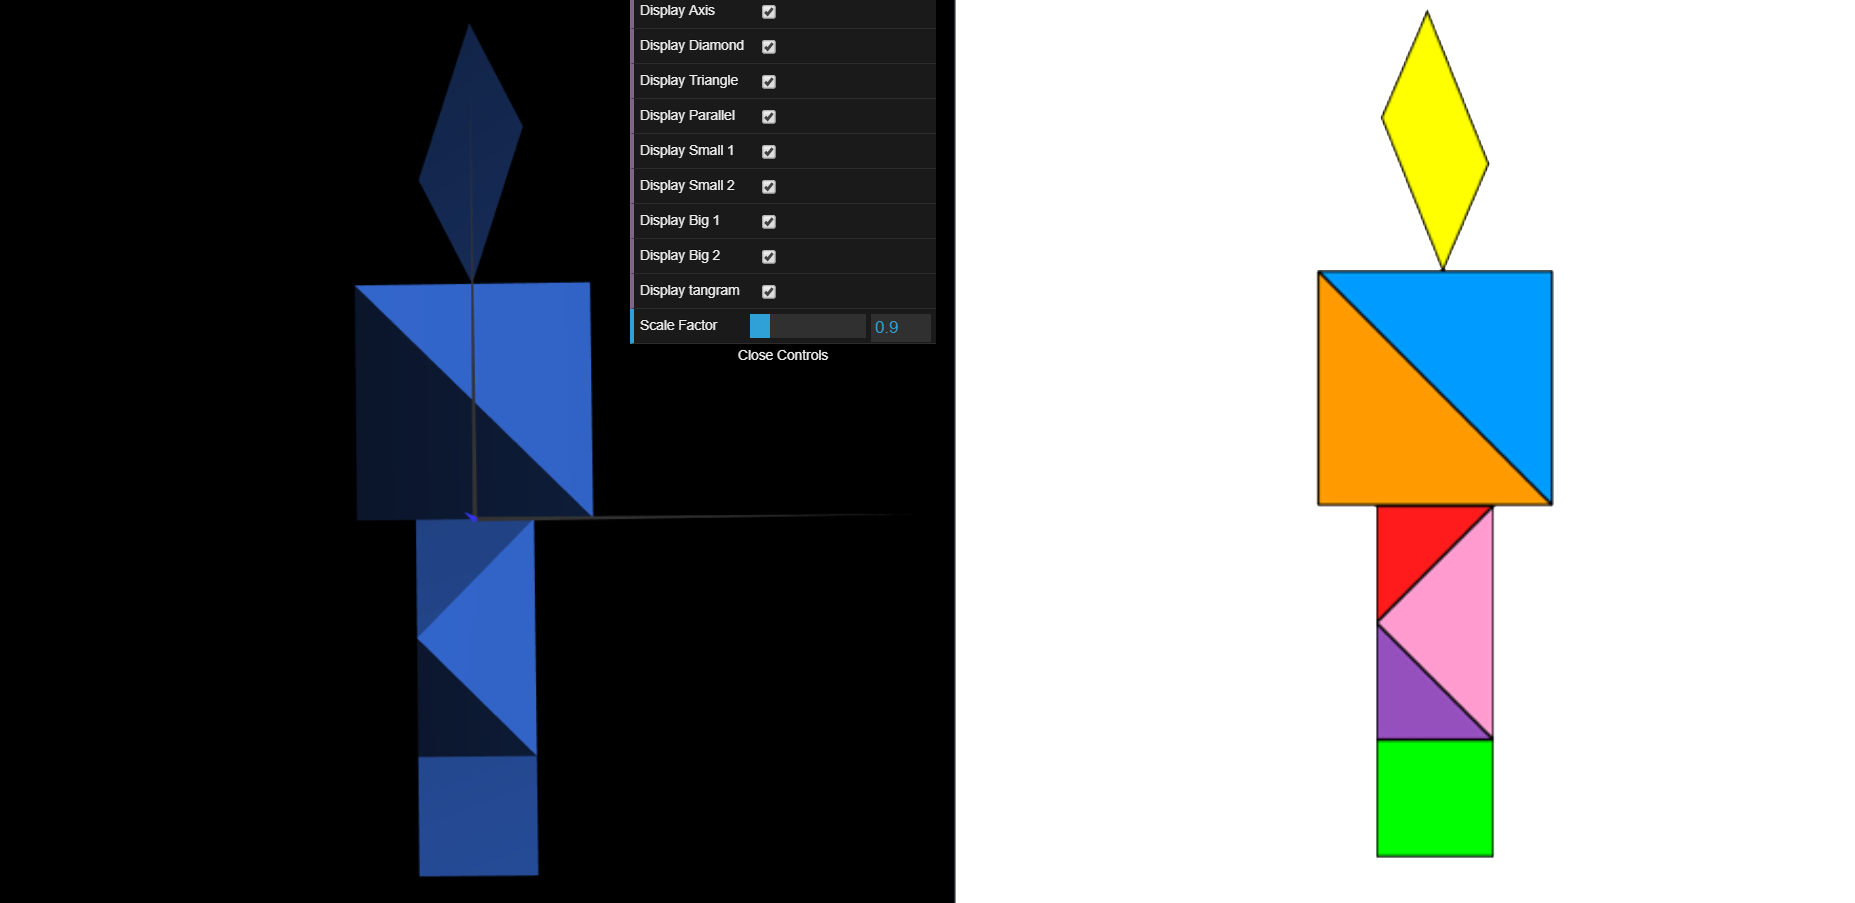 Display Axis
Display Diamond
Display Triangle
Display Parallel
Display Small 1
Display Small 2
Display Big 1
Display Big 2
Display tangram
Scale Factor 0.9
Close Controls